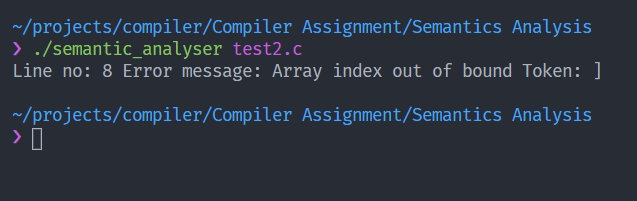 ~/projects/compiler/Compiler Assignment/Semantics Analysis
❯ ./semantic_analyser test2.c
Line no: 8 Error message: Array index out of bound Token: ]
~/projects/compiler/Compiler Assignment/Semantics Analysis
❯